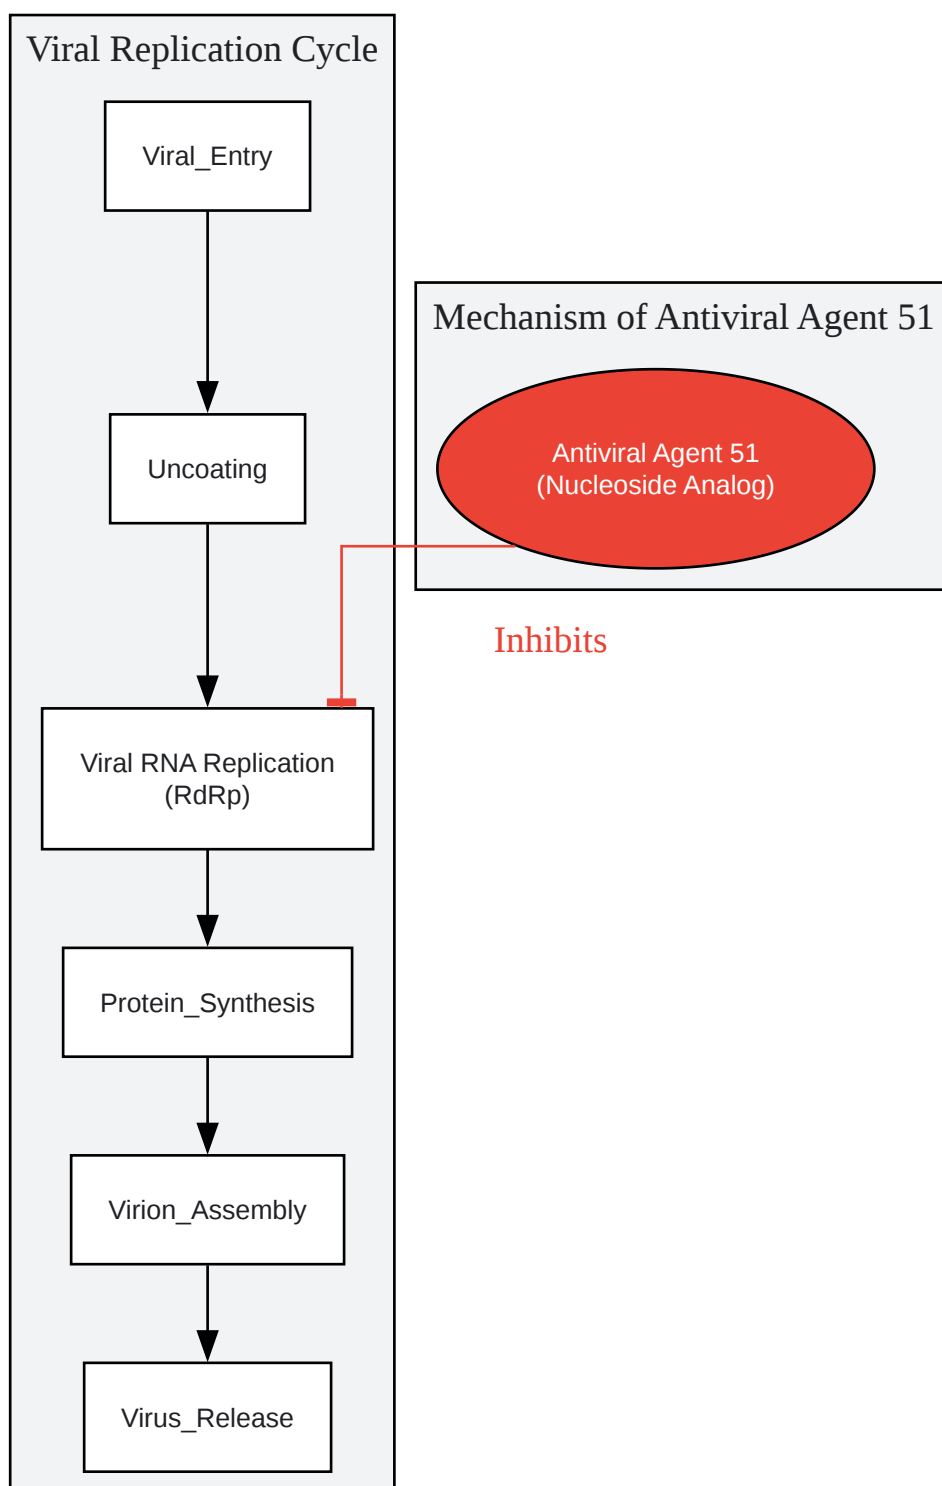 Viral Replication Cycle
Viral_Entry
Mechanism of Antiviral Agent 51
Uncoating
Antiviral Agent 51
(Nucleoside Analog)
Inhibits
Viral RNA Replication
(RdRp)
Protein_Synthesis
Virion_Assembly
Virus_Release